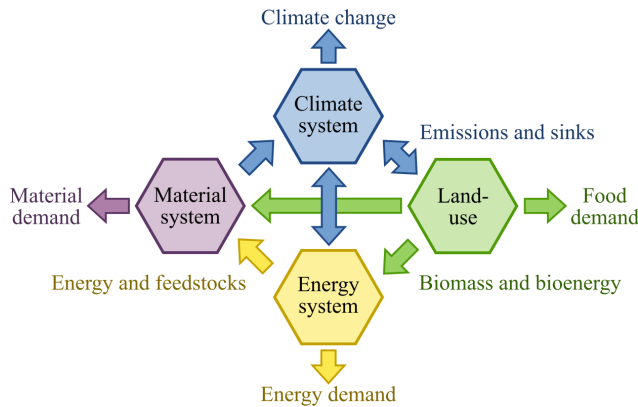 Climate change
Climate
system
Emissions and sinks
Material
demand
Material
system
Land-
use
Food
demand
Energy and feedstocks
Energy
system
Biomass and bioenergy
Energy demand